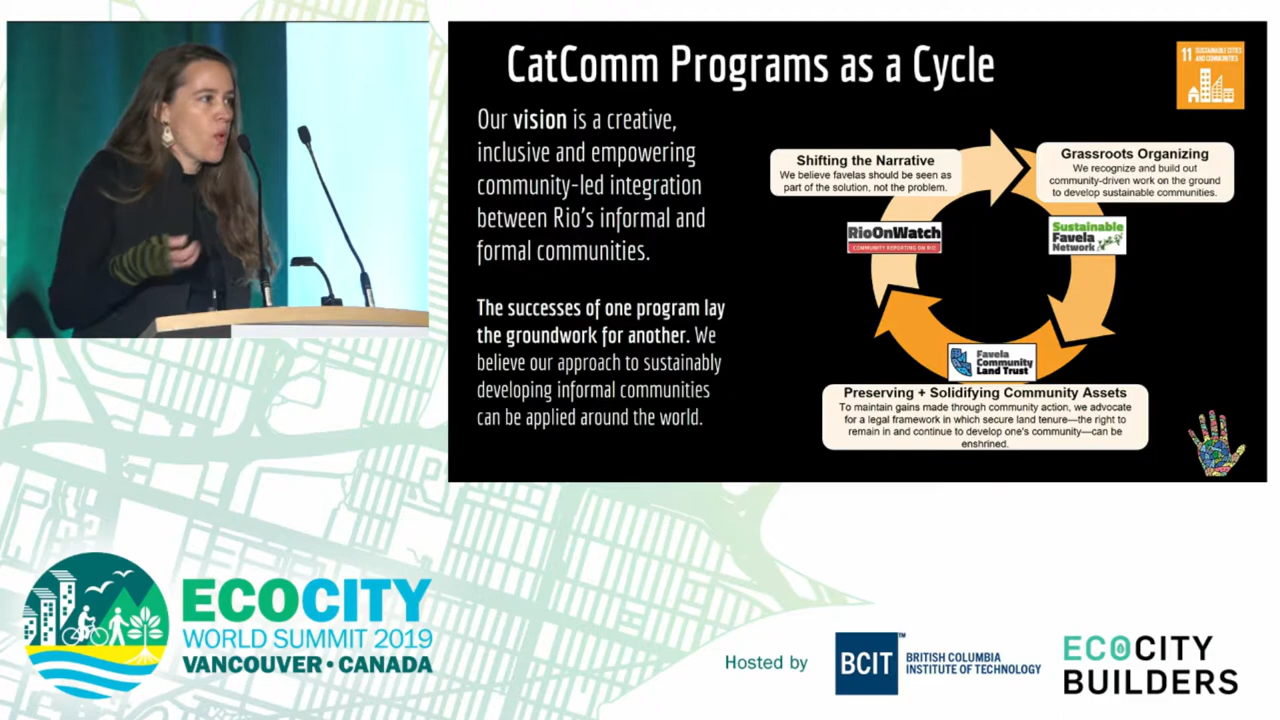 CatComm Programs as a Cycle
11 SUSTAINABLE CITIES
AND COMMUNITIES
Our vision is a creative,
inclusive and empowering
community-led integration
between Rio's informal and
formal communities.
The successes of one program lay
the groundwork for another. We
believe our approach to sustainably
developing informal communities
can be applied around the world.
Shifting the Narrative
We believe favelas should be seen as
part of the solution, not the problem.
RioOnWatch
COMMUNITY REPORTING ON RIO
Grassroots Organizing
We recognize and build out
community-driven work on the ground
to develop sustainable communities.
Sustainable
Favela
Network
Favela
Community
Land Trust
Preserving + Solidifying Community Assets
To maintain gains made through community action, we advocate
for a legal framework in which secure land tenure—the right to
remain in and continue to develop one's community—can be
enshrined.
ECOCITY
WORLD SUMMIT 2019
VANCOUVER • CANADA
Hosted by
BCIT™
BRITISH COLUMBIA
INSTITUTE OF TECHNOLOGY
ECOCITY
BUILDERS